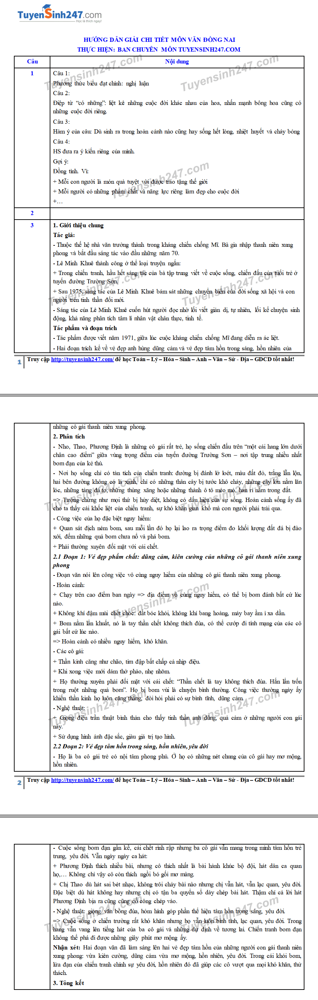 TuyenSinh247.com
Học là thích ngay!
HƯỚNG DẪN GIẢI CHI TIẾT MÔN VĂN ĐỒNG NAI
THỰC HIỆN: BAN CHUYÊN MÔN TUYENSINH247.COM
Câu Nội dung
1 Câu 1:
Phương thức biểu đạt chính: nghị luận
Câu 2:
Điệp từ “có những”: liệt kê những cuộc đời khác nhau của hoa, nhấn mạnh bông hoa cũng có
những cuộc đời riêng.
Câu 3:
Hàm ý của câu: Dù sinh ra trong hoàn cảnh nào cũng hay sống hết lòng, nhiệt huyết và cháy bỏng
Câu 4:
HS đưa ra ý kiến riêng của mình.
Gợi ý:
Đồng tình. Vì:
+ Mỗi con người là món quà tuyệt vời được trao tặng thế giới
+ Mỗi người có những phẩm chất và năng lực riêng làm đẹp cho cuộc đời
+…
2
3 1. Giới thiệu chung
Tác giả:
- Thuộc thế hệ nhà văn trưởng thành trong kháng chiến chống Mĩ. Bà gia nhập thanh niên xung
phong và bắt đầu sáng tác vào đầu những năm 70.
- Lê Minh Khuê thành công ở thể loại truyện ngắn:
+ Trong chiến tranh, hầu hết sáng tác của bà tập trung viết về cuộc sống, chiến đấu của tuổi trẻ ở
tuyến đường Trường Sơn.
+ Sau 1975, sáng tác của Lê Minh Khuê bám sát những chuyển biến của đời sống xã hội và con
người trên tinh thần đổi mới.
- Sáng tác của Lê Minh Khuê cuốn hút người đọc nhờ lối viết giản dị, tự nhiên, lối kể chuyện sinh
động, khả năng phân tích tâm lí nhân vật chân thực, tinh tế.
Tác phẩm và đoạn trích
- Tác phẩm được viết năm 1971, giữa lúc cuộc kháng chiến chống Mĩ đang diễn ra ác liệt.
- Hai đoạn trích kể về vẻ đẹp anh hùng dũng cảm và vẻ đẹp tâm hồn trong sáng, hồn nhiên của
1 Truy cập http://tuyensinh247.com/ để học Toán – Lý – Hóa – Sinh – Anh – Văn – Sử - Địa – GDCD tốt nhất!
những cô gái thanh niên xung phong.
2. Phân tích
- Nho, Thao, Phương Định là những cô gái rất trẻ, họ sống chiến đấu trên “một cái hang lớn dưới
chân cao điểm” giữa vùng trọng điểm của tuyến đường Trường Sơn – nơi tập trung nhiều nhất
bom đạn của kẻ thù.
- Nơi họ sống chỉ có tàn tích của chiến tranh: đường bị đánh lở loét, màu đất đỏ, trắng lẫn lộn,
hai bên đường không có lá xanh, chỉ có những thân cây bị tước khô cháy, những cây lớn nằm lăn
lóc, những tảng đá to, những thùng xăng hoặc những thành ô tô méo mó, han rỉ nằm trong đất.
=> Tưởng chừng như mọi thứ bị hủy diệt, không có dấu hiệu của sự sống. Hoàn cảnh sống ấy đã
cho ta thấy cái khốc liệt của chiến tranh, sự khó khăn gian khổ mà con người phải trải qua.
- Công việc của họ đặc biệt nguy hiểm:
+ Quan sát địch ném bom, sau mỗi lần đó họ lại lao ra trọng điểm đo khối lượng đất đá bị đào
xới, đếm những quả bom chưa nổ và phá bom.
+ Phải thường xuyên đối mặt với cái chết.
2.1 Đoạn 1: Vẻ đẹp phẩm chất: dũng cảm, kiên cường của những cô gái thanh niên xung
phong
- Đoạn văn nói lên công việc vô cùng nguy hiểm của những cô gái thanh niên xung phong.
- Hoàn cảnh:
+ Chạy trên cao điểm ban ngày => địa điểm vô cùng nguy hiểm, có thể bị bom đánh bất cứ lúc
nào.
+ Không khí đậm mùi chết chóc: đất bóc khói, không khí bang hoàng, máy bay ầm ì xa dần.
+ Bom nằm lẩn khuất, nó là tay thần chết không thích đùa, có thể cướp đi tính mạng của các cô
gái bất cứ lúc nào.
=> Hoàn cảnh có nhiều nguy hiểm, khó khăn.
- Các cô gái:
+ Thần kinh căng như chão, tim đập bất chấp cả nhịp điệu.
+ Khi xong việc mới dám thở phào, nhẹ nhõm.
+ Họ thường xuyên phải đối mặt với cái chết: “Thần chết là tay không thích đùa. Hắn lẩn trốn
trong ruột những quả bom”. Họ bị bom vùi là chuyện bình thường. Công việc thường ngày ấy
khiến thần kinh họ luôn căng thẳng, đòi hỏi phải có sự bình tĩnh, dũng cảm.
- Nghệ thuật:
+ Giọng điệu trần thuật bình thản cho thấy tinh thần anh dũng, quả cảm ở những người con gái
này.
+ Sử dụng hình ảnh đặc sắc, giàu giá trị tạo hình.
2.2 Đoạn 2: Vẻ đẹp tâm hồn trong sáng, hồn nhiên, yêu đời
- Họ là ba cô gái trẻ có nội tâm phong phú. Ở họ có những nét chung của cô gái hay mơ mộng,
hồn nhiên.
2 Truy cập http://tuyensinh247.com/ để học Toán – Lý – Hóa – Sinh – Anh – Văn – Sử - Địa – GDCD tốt nhất!
- Cuộc sống bom đạn gần kề, cái chết rình rập nhưng ba cô gái vẫn mang trong mình tâm hồn trẻ
trung, yêu đời. Vẫn ngày ngày ca hát:
+ Phương Định thích nhiều bài, nhưng cô thích nhất là bài hành khúc bộ đội, hát dân ca quan
họ,… Không chỉ vậy cô còn thích ngồi bó gối mơ màng.
+ Chị Thao dù hát sai bét nhạc, không trôi chảy bài nào nhưng chị vẫn hát, vẫn lạc quan, yêu đời.
Đặc biệt dù hát không hay nhưng chị có tận ba quyển sổ dày chép bài hát. Thậm chí cả lời hát
Phương Định bịa ra cũng cũng cố công chép vào.
- Nghệ thuật: giọng văn bông đùa, hóm hỉnh góp phần thể hiện tâm hồn trong sáng, yêu đời.
=> Cuộc sống ở chiến trường rất khó khăn nhưng họ vẫn luôn bình tĩnh, lạc quan, yêu đời. Trong
hang vẫn vang lên tiếng hát của ba cô gái và những dự định về tương lai. Chiến tranh bom đạn
không thể phá đi được những giây phút mơ mộng ấy.
Nhận xét: Hai đoạn văn đã làm sáng lên hai vẻ đẹp tâm hồn của những người con gái thanh niên
xung phong: vừa kiên cường, dũng cảm vừa mơ mộng, hồn nhiên, yêu đời. Trong cái khói bom,
lửa đạn của chiến tranh chính sự yêu đời, hồn nhiên đó đã giúp các cô vượt qua mọi khó khăn, thử
thách.
3. Tổng kết